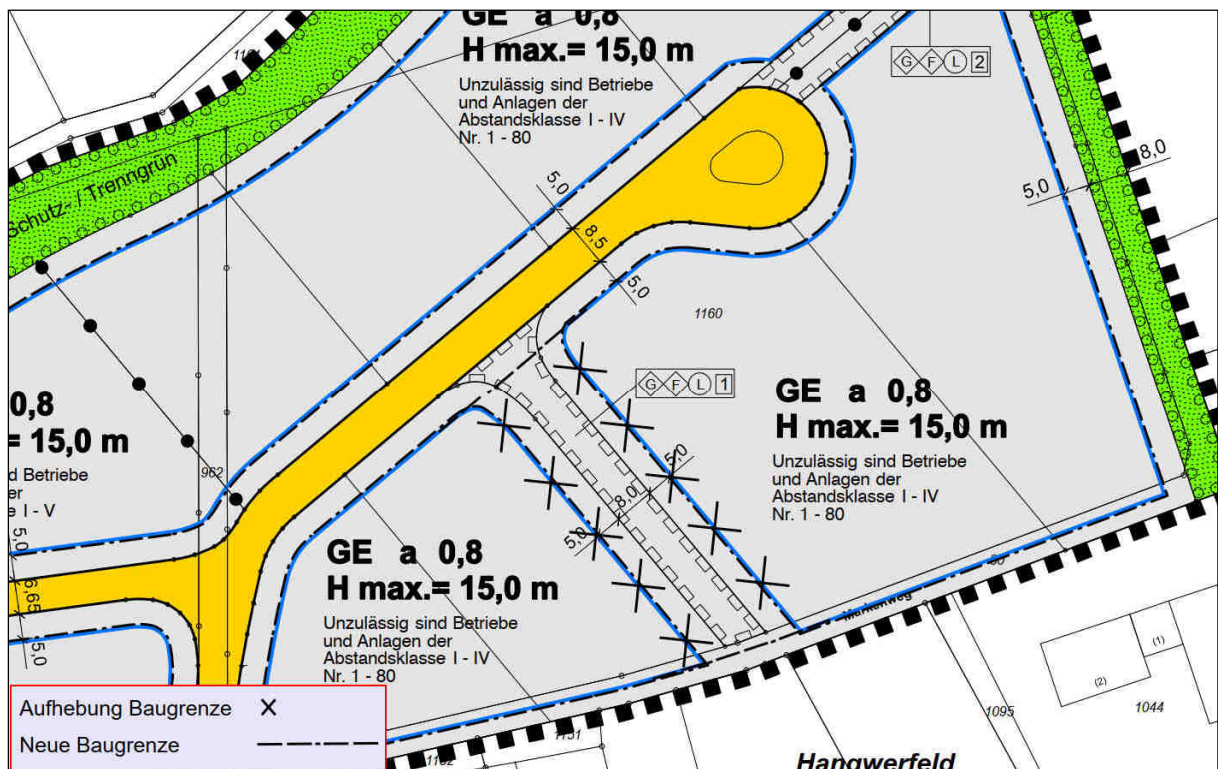 GE a 0,8
H max.= 15,0 m
Unzulässig sind Betriebe
und Anlagen der
Abstandsklasse I - IV
Nr. 1 - 80
G F L 2
8,0
5,0
Schutz- / Trenngrün
5,0
8,5
5,0
1160
G F L 1
GE a 0,8
H max.= 15,0 m
Unzulässig sind Betriebe
und Anlagen der
Abstandsklasse I - IV
Nr. 1 - 80
0,8
= 15,0 m
d Betriebe
er
e I - V
962
5,0
8,0
5,0
5,0
6,65
5,0
GE a 0,8
H max.= 15,0 m
Unzulässig sind Betriebe
und Anlagen der
Abstandsklasse I - IV
Nr. 1 - 80
Markenweg
(1)
(2)
1044
1095
1151
Hangwerfeld
Aufhebung Baugrenze
Neue Baugrenze